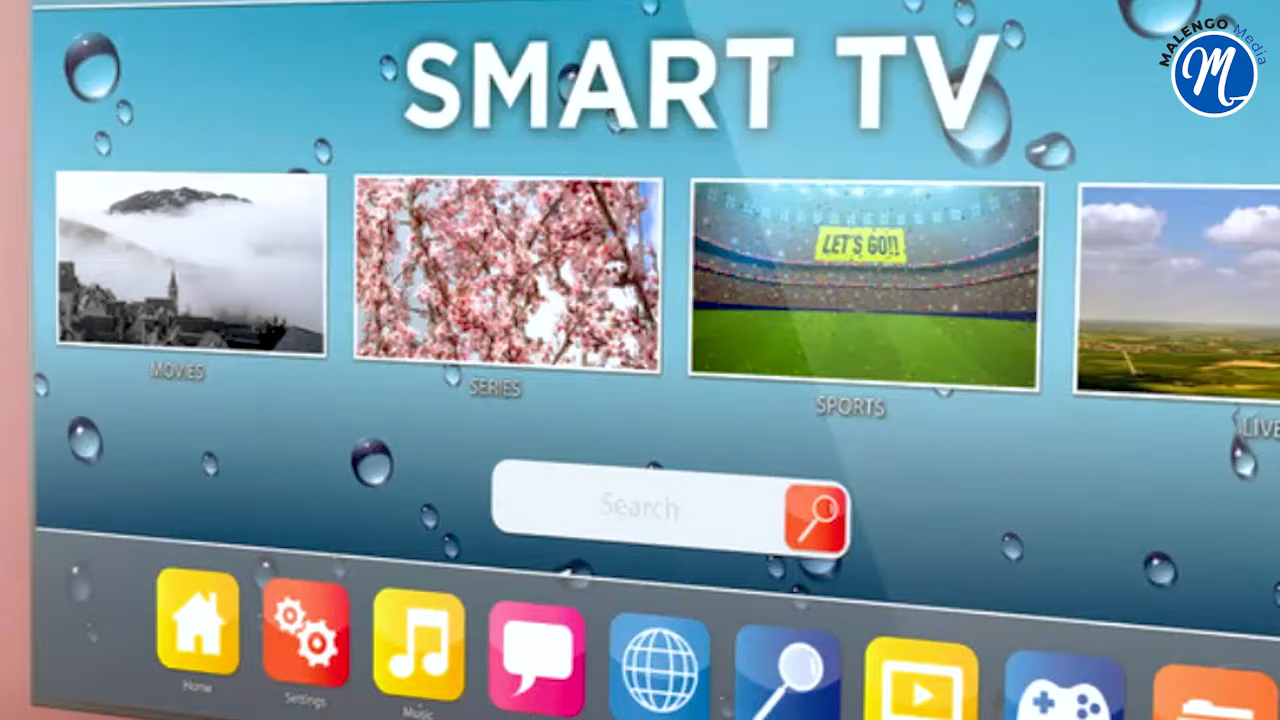 MALENGO Media
M
SMART TV
LET'S GO!!
MOVIES
SERIES
SPORTS
LIVE
Search
Home
Settings
Music